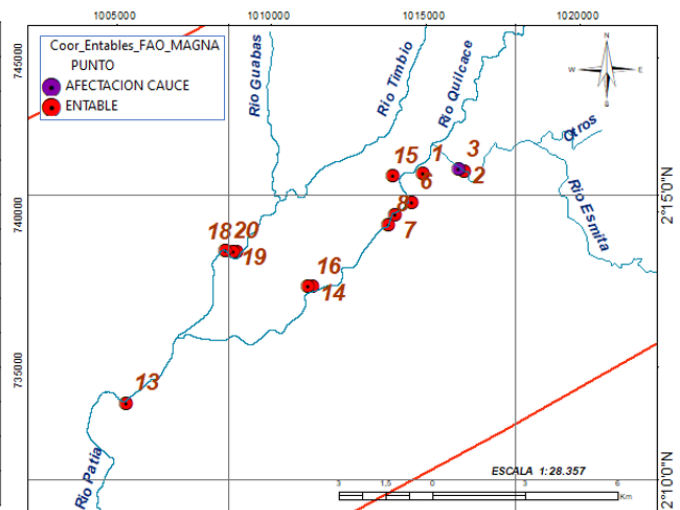 1005000
1010000
1015000
1020000
745000
Coor_Entables_FAO_MAGNA
PUNTO
AFECTACION CAUCE
ENTABLE
Rio Guabas
Rio Timbio
Rio Quilcace
N
W
E
S
Otros
15
1
3
6
2
2°15'0"N
740000
Rio Esmita
8
7
18
20
19
16
14
735000
13
Rio Patia
ESCALA 1:28.357
3
1,5
0
3
6
Km
2°10'0"N